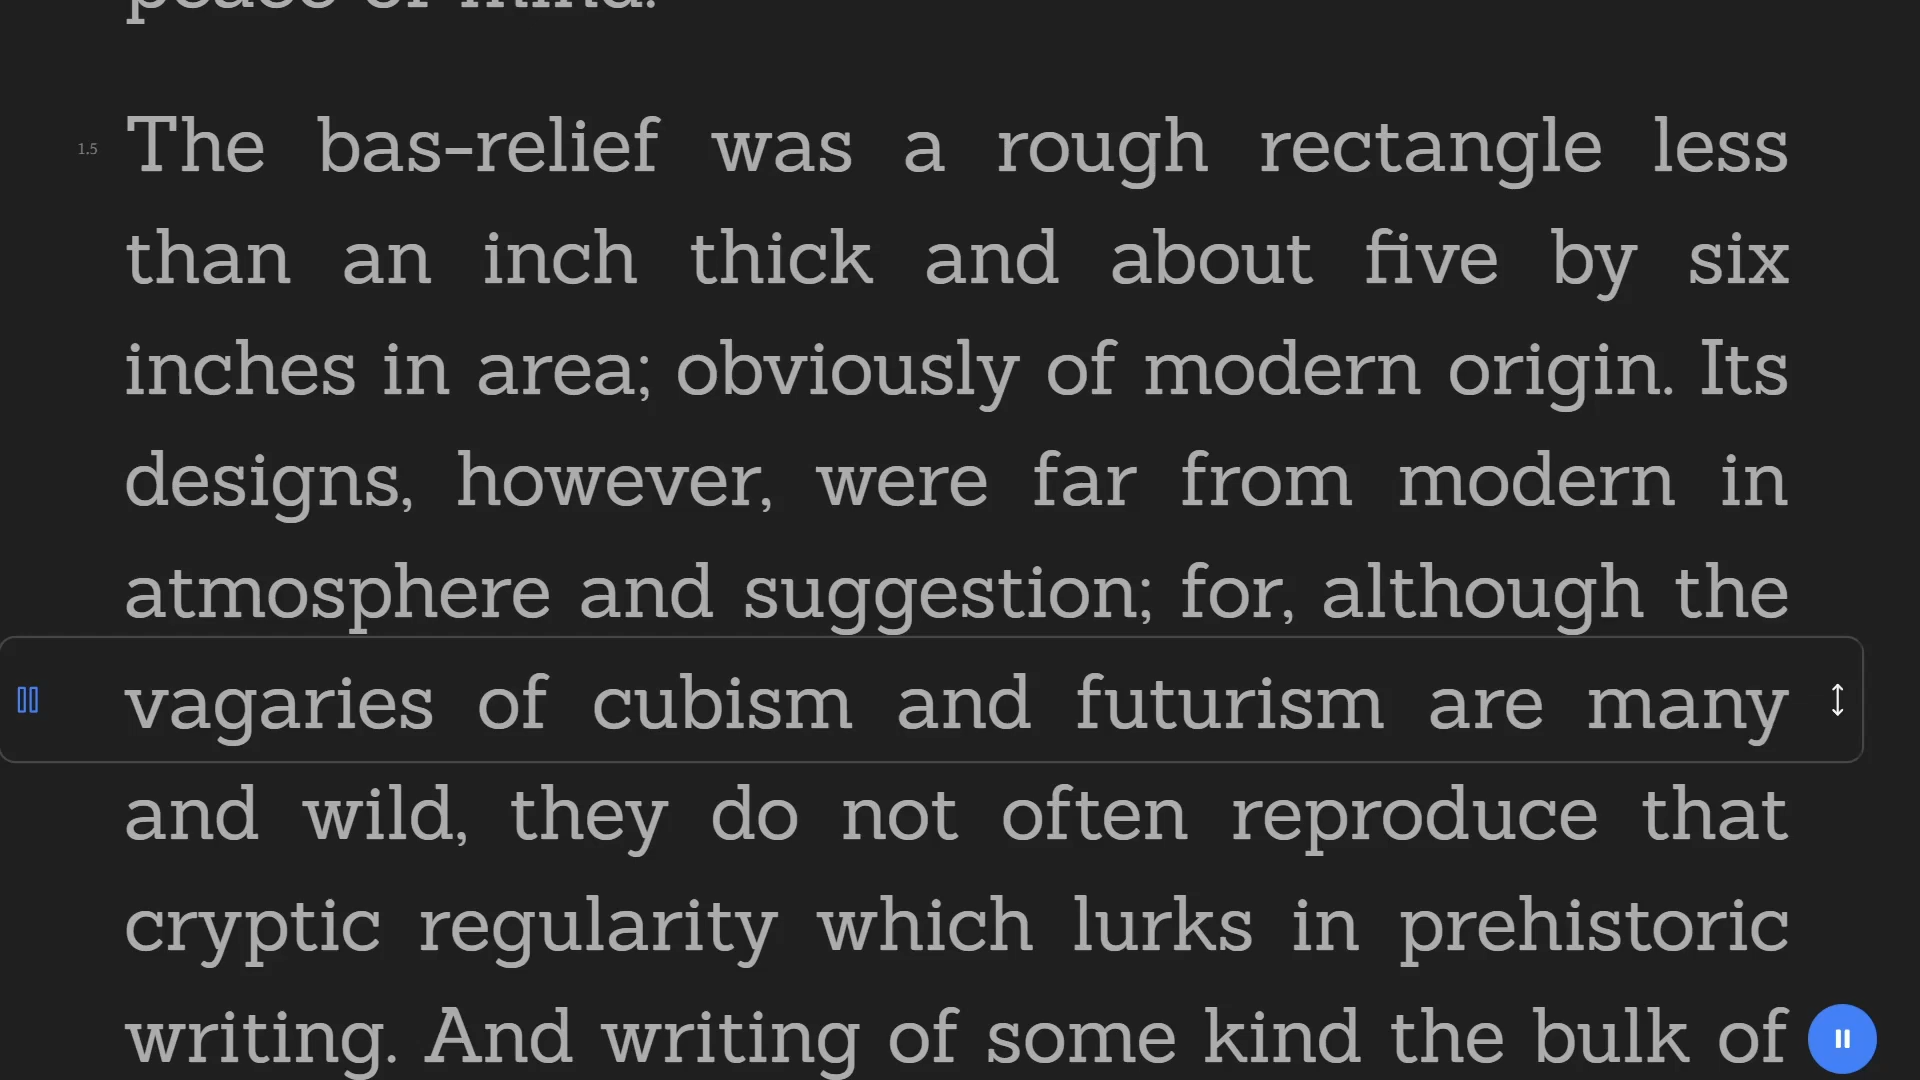 peace of mind.
1.5
The bas-relief was a rough rectangle less
than an inch thick and about five by six
inches in area; obviously of modern origin. Its
designs, however, were far from modern in
atmosphere and suggestion; for, although the
vagaries of cubism and futurism are many
and wild, they do not often reproduce that
cryptic regularity which lurks in prehistoric
writing. And writing of some kind the bulk of